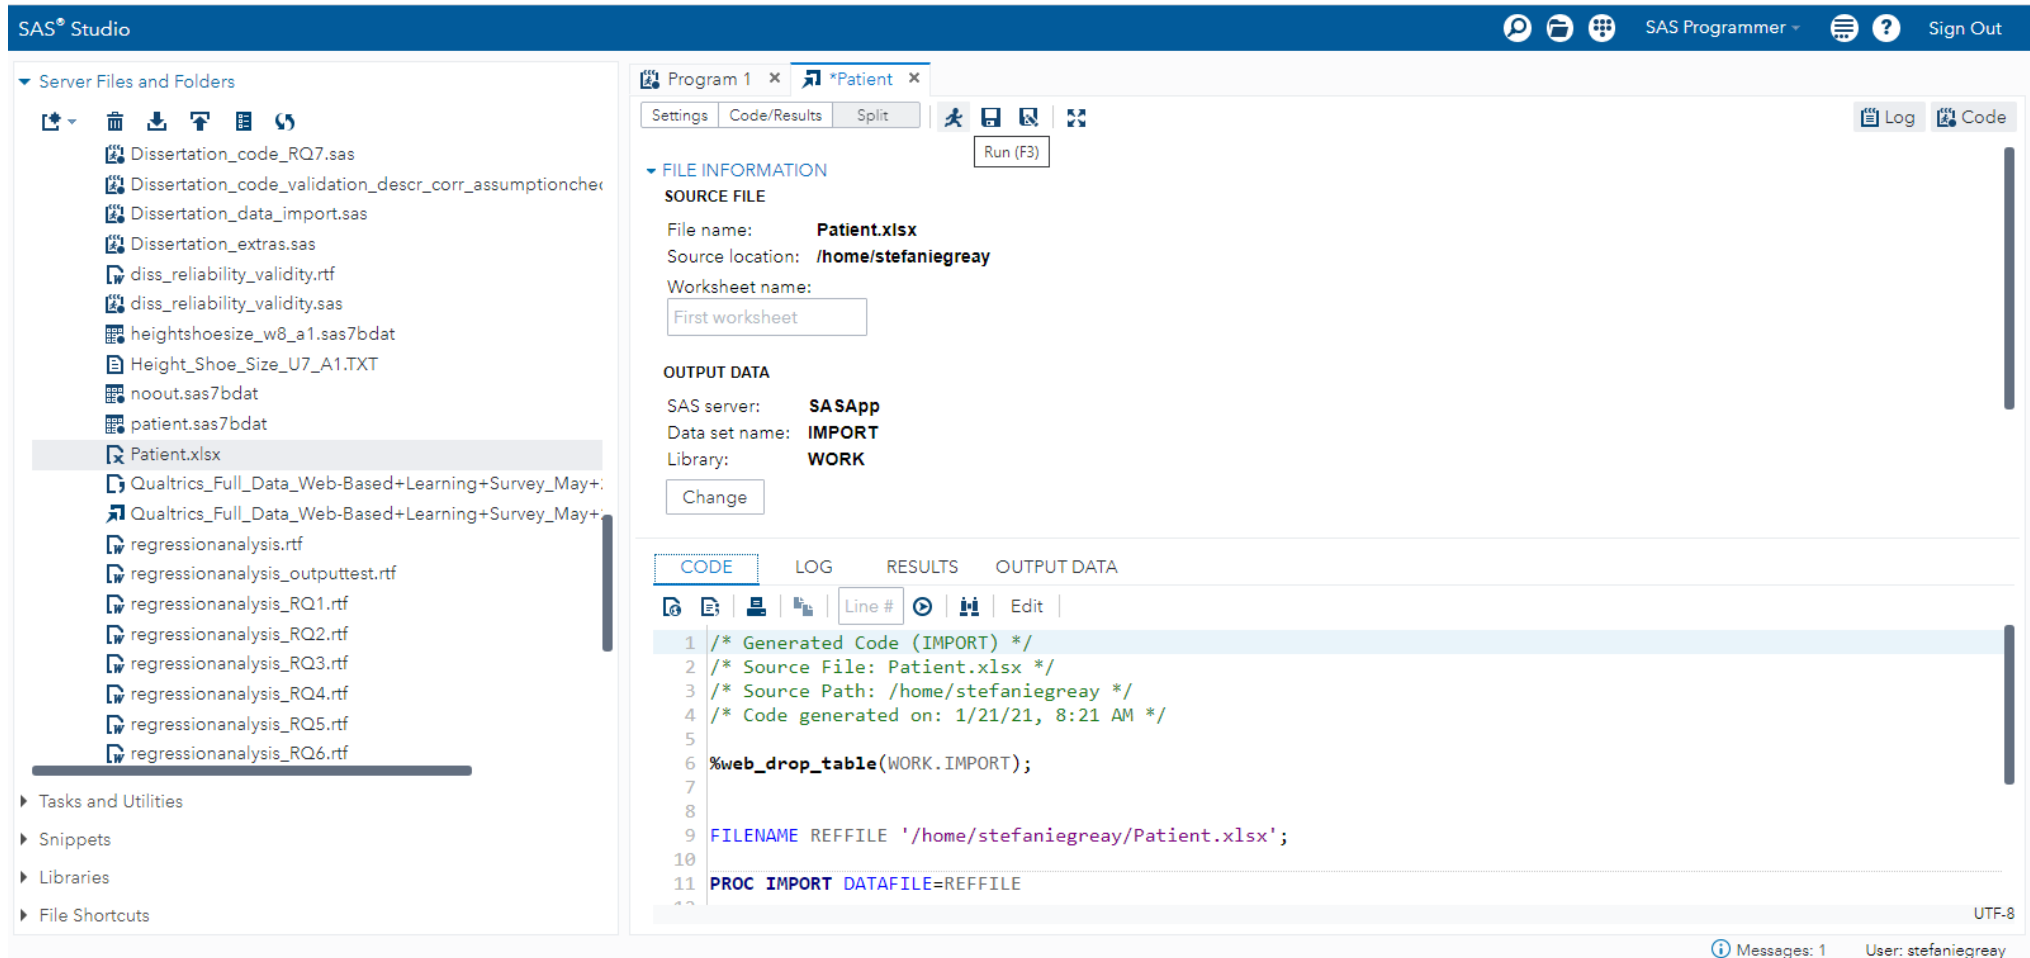 SAS® Studio
SAS Programmer
Sign Out
Server Files and Folders
Dissertation_code_RQ7.sas
Dissertation_code_validation_descr_corr_assumptionche
Dissertation_data_import.sas
Dissertation_extras.sas
diss_reliability_validity.rtf
diss_reliability_validity.sas
heightshoesize_w8_a1.sas7bdat
Height_Shoe_Size_U7_A1.TXT
noout.sas7bdat
patient.sas7bdat
Patient.xlsx
Qualtrics_Full_Data_Web-Based+Learning+Survey_May+
Qualtrics_Full_Data_Web-Based+Learning+Survey_May+
regressionanalysis.rtf
regressionanalysis_outputtest.rtf
regressionanalysis_RQ1.rtf
regressionanalysis_RQ2.rtf
regressionanalysis_RQ3.rtf
regressionanalysis_RQ4.rtf
regressionanalysis_RQ5.rtf
regressionanalysis_RQ6.rtf
Tasks and Utilities
Snippets
Libraries
File Shortcuts
Program 1
*Patient
Settings
Code/Results
Split
Log
Code
Run (F3)
FILE INFORMATION
SOURCE FILE
File name: Patient.xlsx
Source location: /home/stefaniegreay
Worksheet name:
First worksheet
OUTPUT DATA
SAS server: SASApp
Data set name: IMPORT
Library: WORK
Change
CODE
LOG
RESULTS
OUTPUT DATA
Line #
Edit
1 /* Generated Code (IMPORT) */
2 /* Source File: Patient.xlsx */
3 /* Source Path: /home/stefaniegreay */
4 /* Code generated on: 1/21/21, 8:21 AM */
5
6 %web_drop_table(WORK.IMPORT);
7
8
9 FILENAME REFFILE '/home/stefaniegreay/Patient.xlsx';
10
11 PROC IMPORT DATAFILE=REFFILE
UTF-8
Messages: 1
User: stefaniegreay